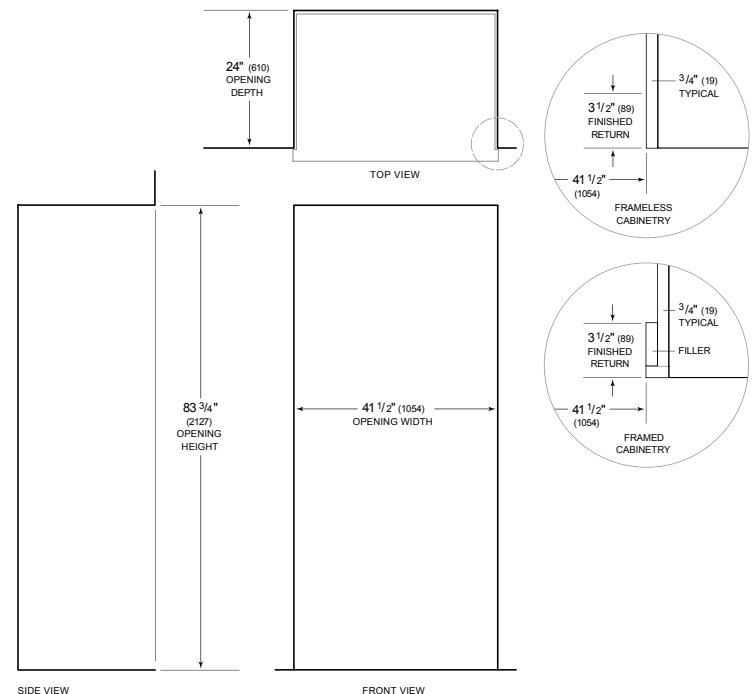 24" (610)
OPENING
DEPTH
TOP VIEW
3/4" (19)
TYPICAL
3 1/2" (89)
FINISHED
RETURN
41 1/2"
(1054)
FRAMELESS
CABINETRY
3/4" (19)
TYPICAL
3 1/2" (89)
FINISHED
RETURN
FILLER
41 1/2"
(1054)
FRAMED
CABINETRY
83 3/4"
(2127)
OPENING
HEIGHT
41 1/2" (1054)
OPENING WIDTH
SIDE VIEW
FRONT VIEW